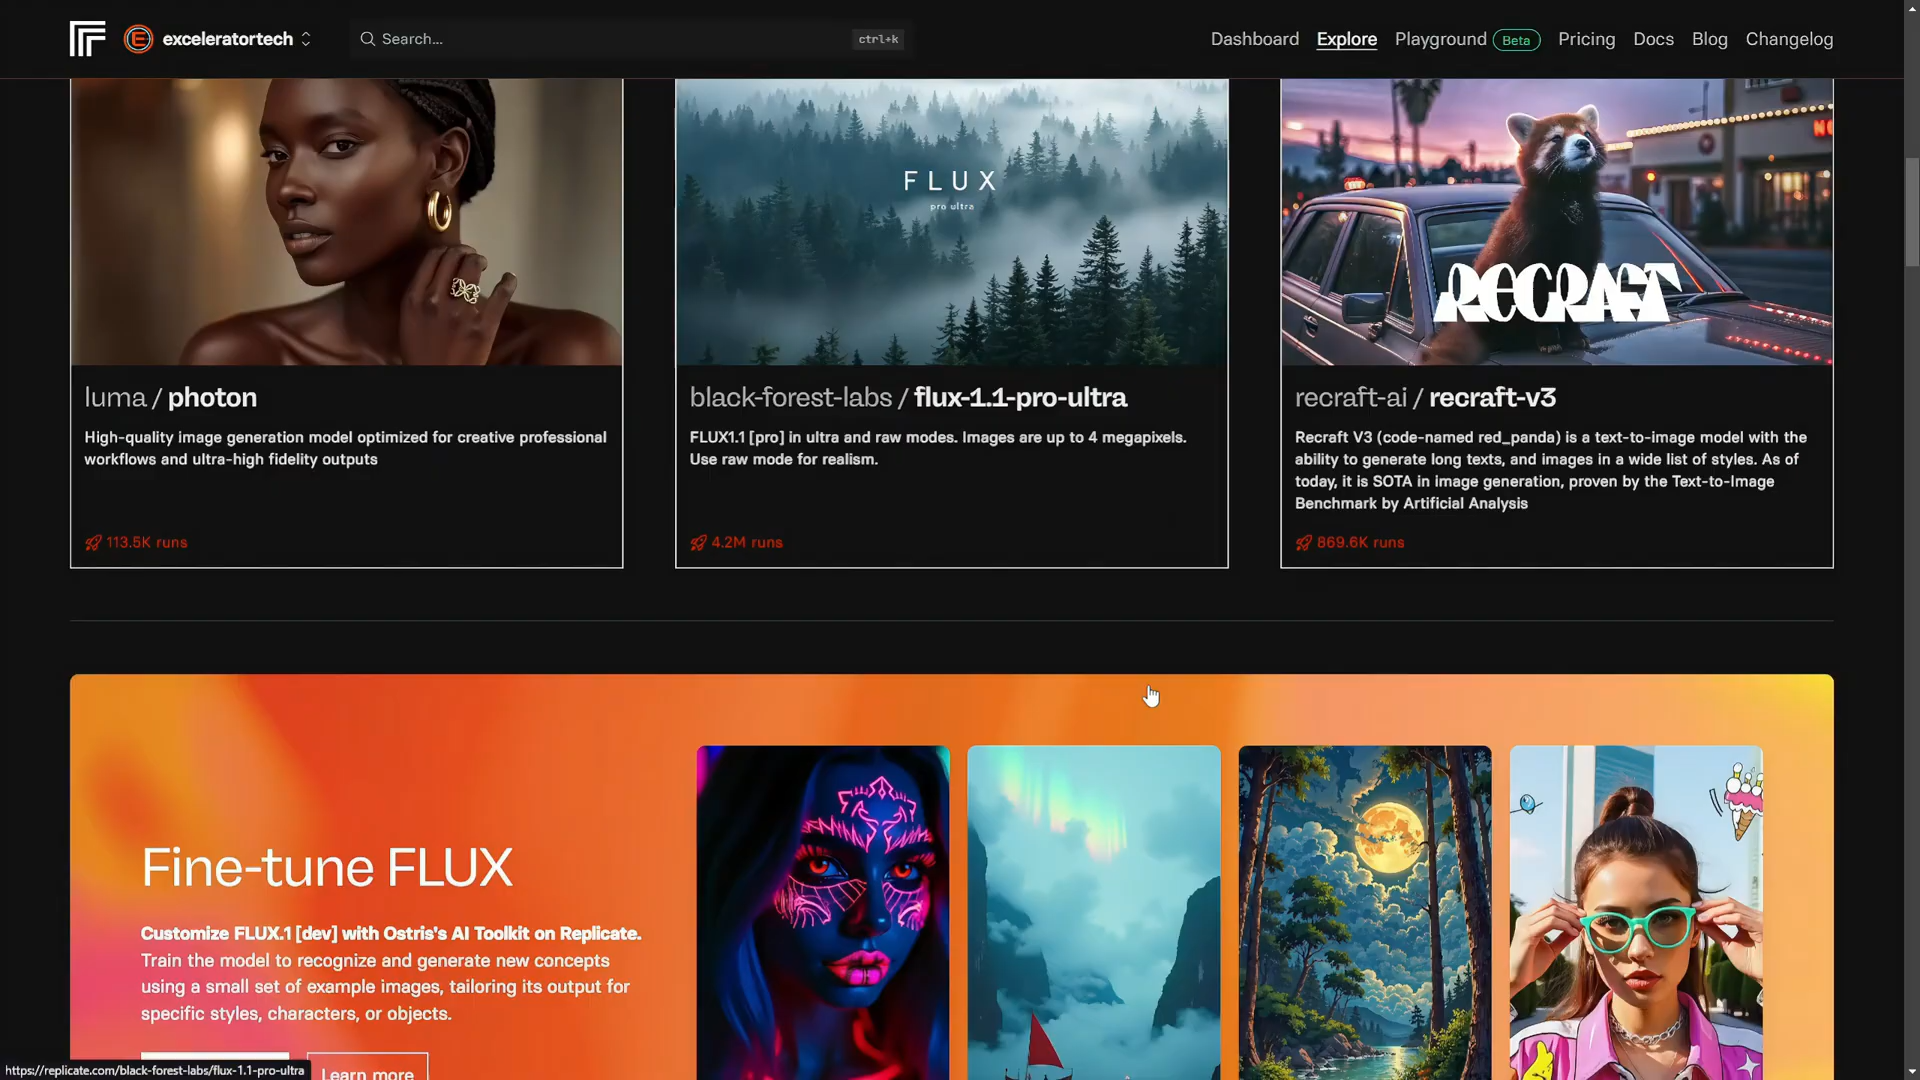 exceleratortech
Search...
ctrl+k
Dashboard
Explore
Playground
Beta
Pricing
Docs
Blog
Changelog
FLUX
pro ultra
NO
RECRAFT
luma / photon
High-quality image generation model optimized for creative professional
workflows and ultra-high fidelity outputs
113.5K runs
black-forest-labs / flux-1.1-pro-ultra
FLUX1.1 [pro] in ultra and raw modes. Images are up to 4 megapixels.
Use raw mode for realism.
4.2M runs
recraft-ai / recraft-v3
Recraft V3 (code-named red_panda) is a text-to-image model with the
ability to generate long texts, and images in a wide list of styles. As of
today, it is SOTA in image generation, proven by the Text-to-Image
Benchmark by Artificial Analysis
869.6K runs
Fine-tune FLUX
Customize FLUX.1 [dev] with Ostris's AI Toolkit on Replicate.
Train the model to recognize and generate new concepts
using a small set of example images, tailoring its output for
specific styles, characters, or objects.
Learn more
https://replicate.com/black-forest-labs/flux-1.1-pro-ultra